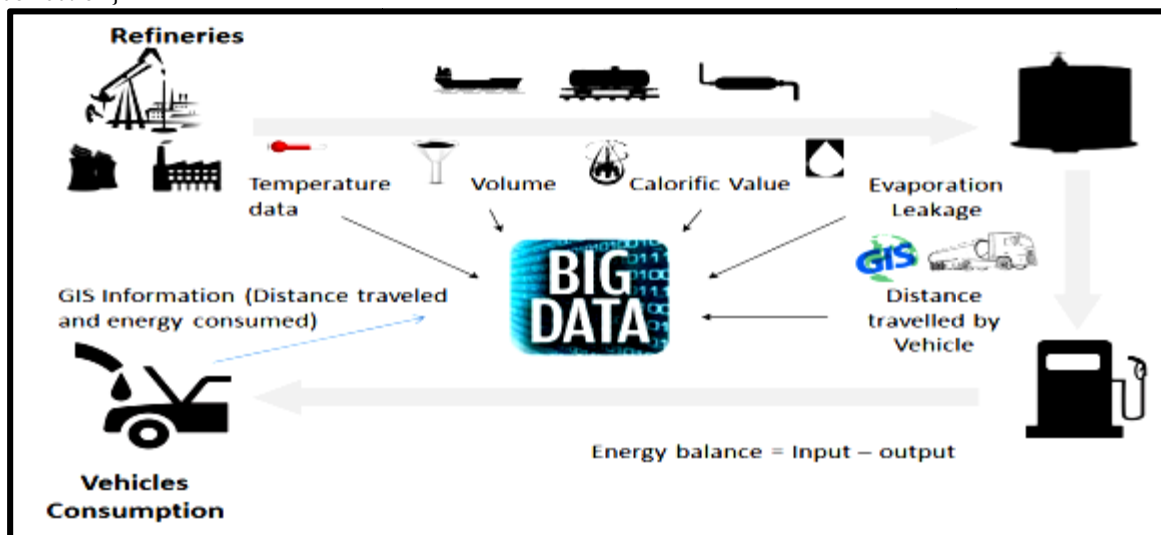 Refineries
Temperature
data
Volume
Calorific Value
Evaporation
Leakage
BIG
DATA
GIS
GIS Information (Distance traveled
and energy consumed)
Distance
travelled by
Vehicle
Energy balance = Input – output
Vehicles
Consumption